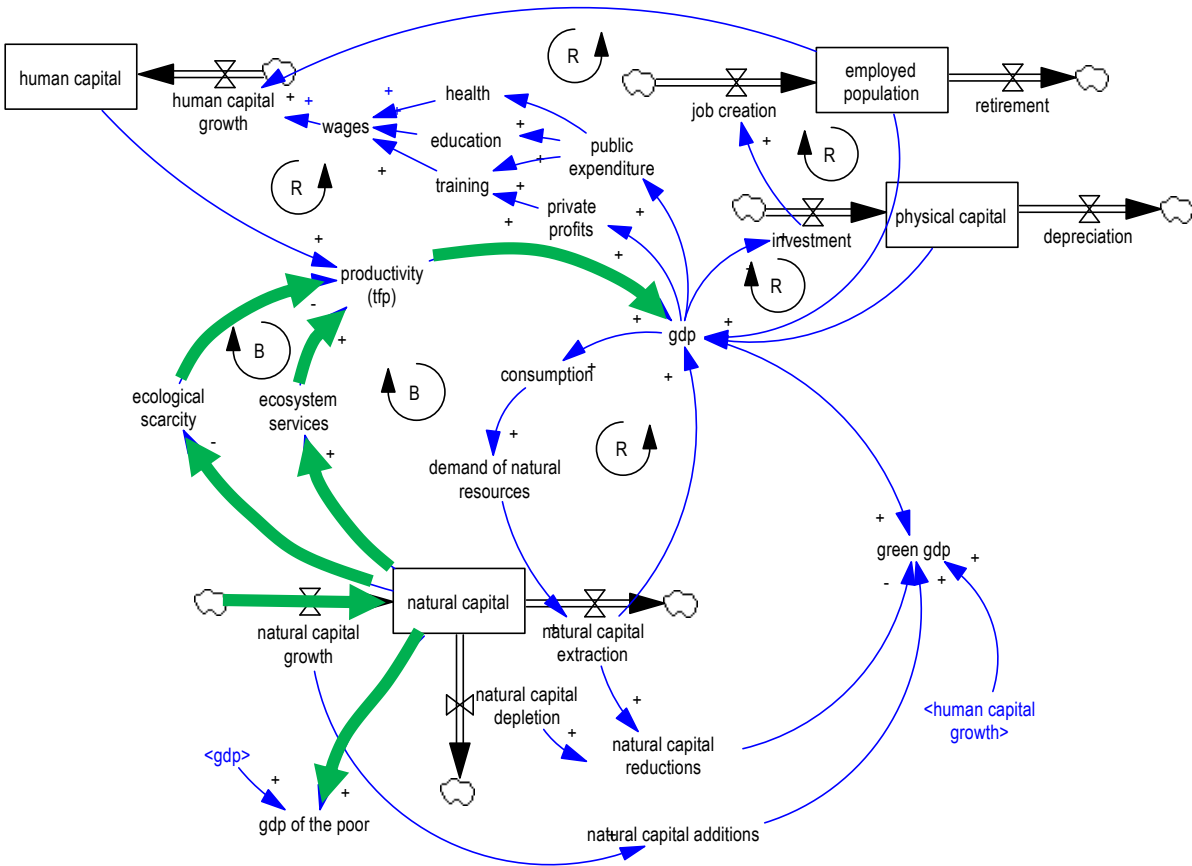 human capital
human capital
growth
wages
health
education
training
public
expenditure
private
profits
job creation
employed
population
retirement
investment
physical capital
depreciation
R
R
R
R
R
B
B
productivity
(tfp)
gdp
consumption
ecological
scarcity
ecosystem
services
demand of natural
resources
green gdp
natural capital
natural capital
growth
natural capital
extraction
natural capital
depletion
natural capital
reductions
<human capital
growth>
<gdp>
gdp of the poor
natural capital additions